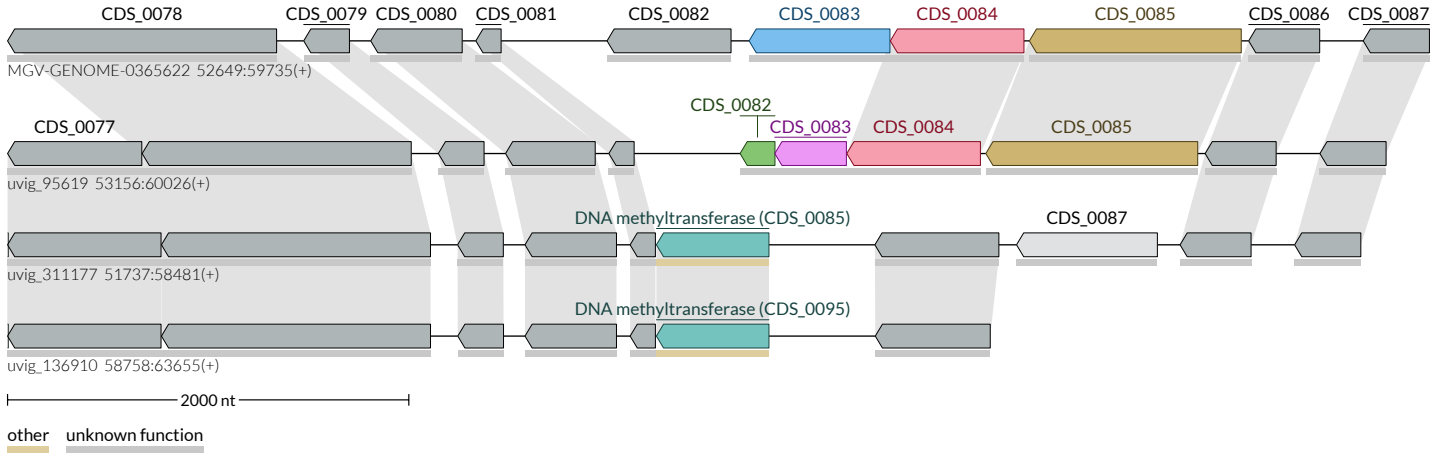 CDS_0078 CDS_0079 CDS_0080 CDS_0081 CDS_0082 CDS_0083 CDS_0084 CDS_0085 CDS_0086 CDS_0087
MGV-GENOME-0365622 52649:59735(+)
CDS_0082
CDS_0077 CDS_0083 CDS_0084 CDS_0085
uvig_95619 53156:60026(+)
DNA methyltransferase (CDS_0085) CDS_0087
uvig_311177 51737:58481(+)
DNA methyltransferase (CDS_0095)
uvig_136910 58758:63655(+)
2000 nt
other unknown function